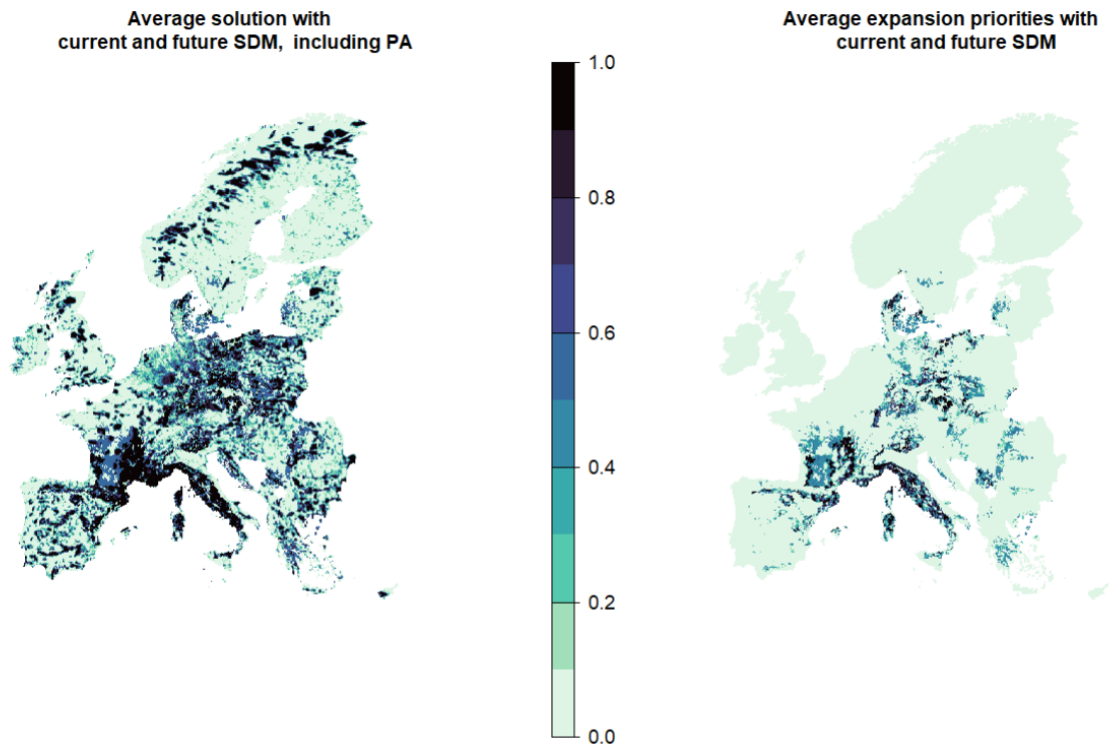 Average solution with
current and future SDM,  including PA
Average expansion priorities with
current and future SDM
1.0
0.8
0.6
0.4
0.2
0.0